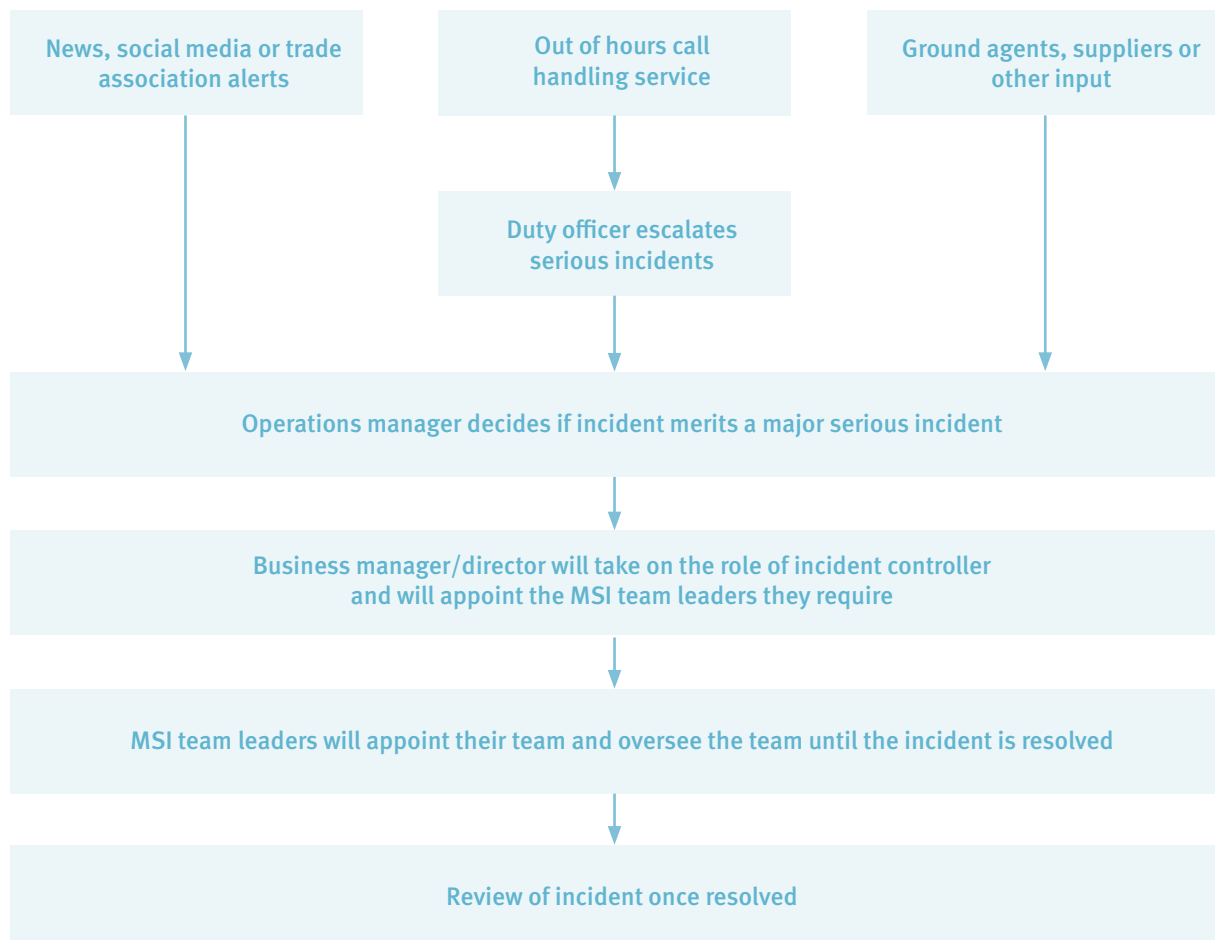 News, social media or trade
association alerts
Out of hours call
handling service
Ground agents, suppliers or
other input
Duty officer escalates
serious incidents
Operations manager decides if incident merits a major serious incident
Business manager/director will take on the role of incident controller
and will appoint the MSI team leaders they require
MSI team leaders will appoint their team and oversee the team until the incident is resolved
Review of incident once resolved